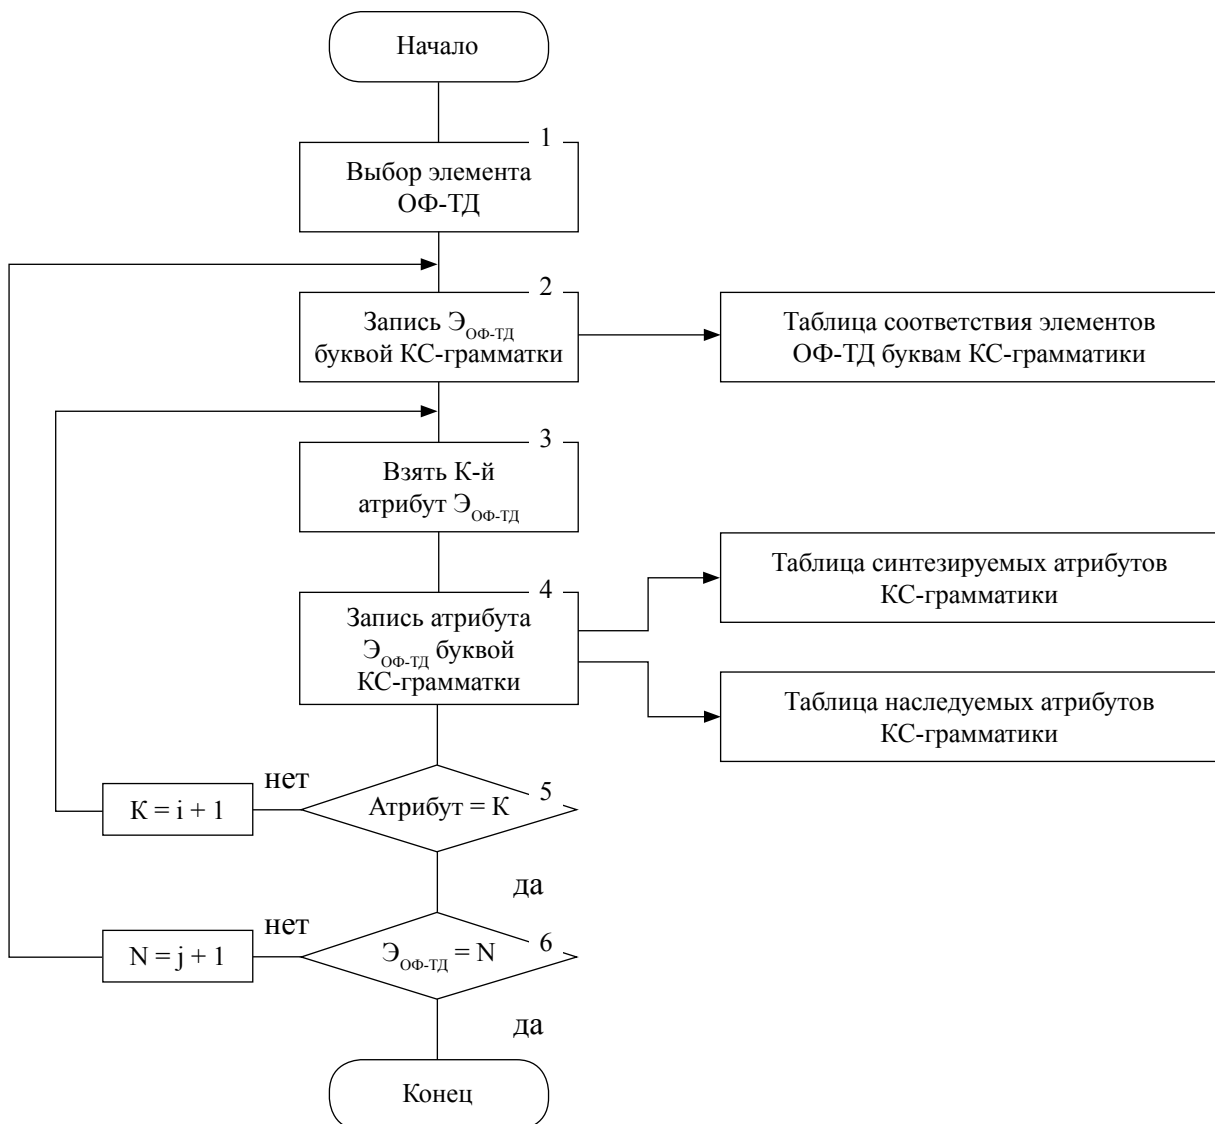 Начало
1
Выбор элемента
ОФ-ТД
2
Запись Э ОФ-ТД
буквой КС-грамматки
Таблица соответствия элементов
ОФ-ТД буквам КС-грамматики
3
Взять К-й
атрибут Э ОФ-ТД
4
Запись атрибута
Э ОФ-ТД буквой
КС-грамматки
Таблица синтезируемых атрибутов
КС-грамматики
Таблица наследуемых атрибутов
КС-грамматики
нет
K = i + 1
5
Атрибут = К
да
нет
N = j + 1
6
Э ОФ-ТД = N
да
Конец